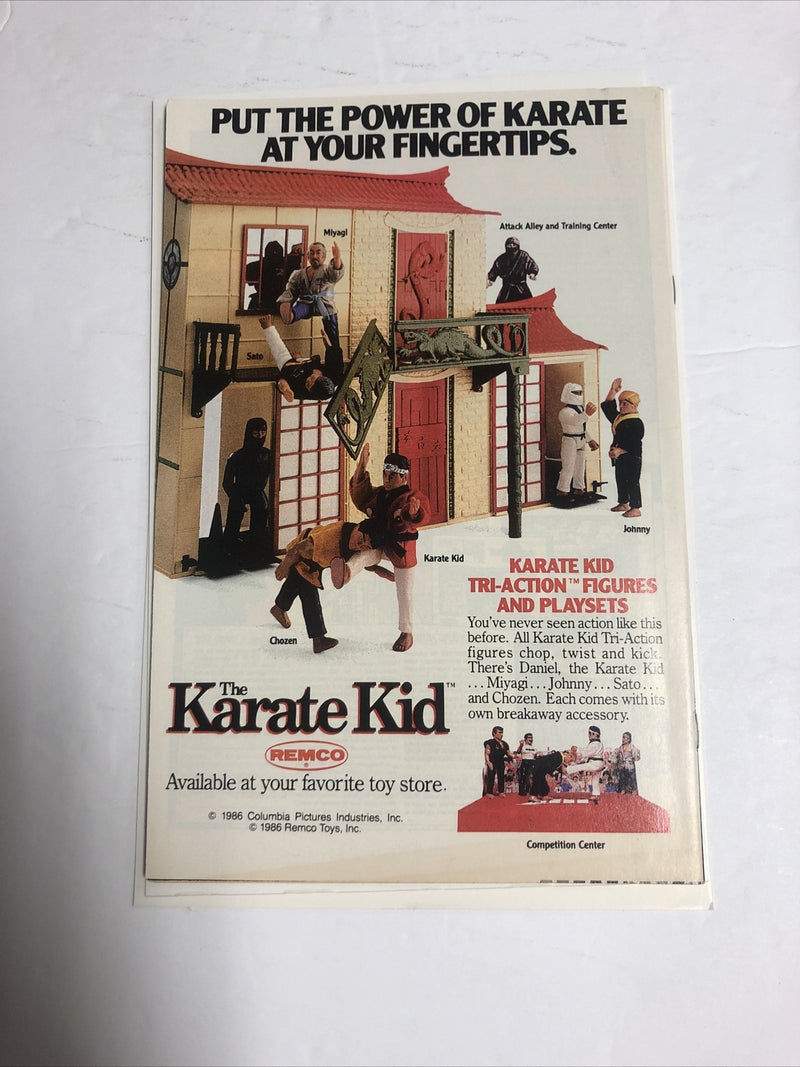 PUT THE POWER OF KARATE
AT YOUR FINGERTIPS.
Miyagi
Attack Alley and Training Center
Sato
Johnny
Karate Kid
Chozen
KARATE KID
TRI-ACTION™ FIGURES
AND PLAYSETS
You've never seen action like this
before. All Karate Kid Tri-Action
figures chop, twist and kick.
There's Daniel, the Karate Kid
...Miyagi...Johnny...Sato...
and Chozen. Each comes with its
own breakaway accessory.
The
Karate Kid™
REMCO
®
Available at your favorite toy store.
© 1986 Columbia Pictures Industries, Inc.
© 1986 Remco Toys, Inc.
Competition Center